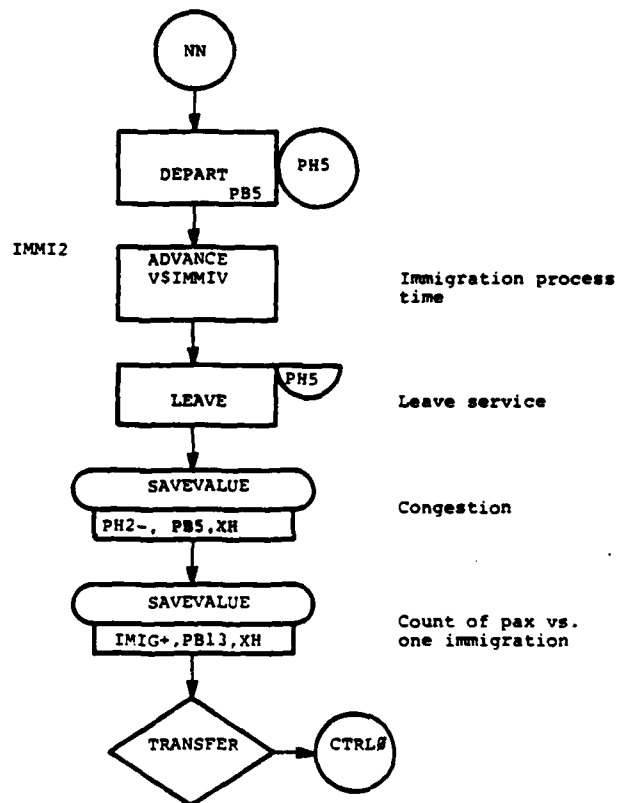 NN
DEPART
PB5
PH5
IMMI2
ADVANCE
V$IMMIV
Immigration process
time
LEAVE
PH5
Leave service
SAVEVALUE
PH2-, PB5,XH
Congestion
SAVEVALUE
IMIG+,PB13,XH
Count of pax vs.
one immigration
TRANSFER
CTRLØ